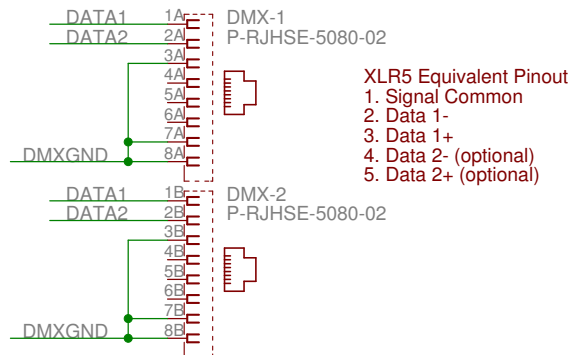 DATA1
DATA2
DMXGND
1A
2A
3A
4A
5A
6A
7A
8A
DMX-1
P-RJHSE-5080-02
XLR5 Equivalent Pinout
1. Signal Common
2. Data 1-
3. Data 1+
4. Data 2- (optional)
5. Data 2+ (optional)
DATA1
DATA2
DMXGND
1B
2B
3B
4B
5B
6B
7B
8B
DMX-2
P-RJHSE-5080-02